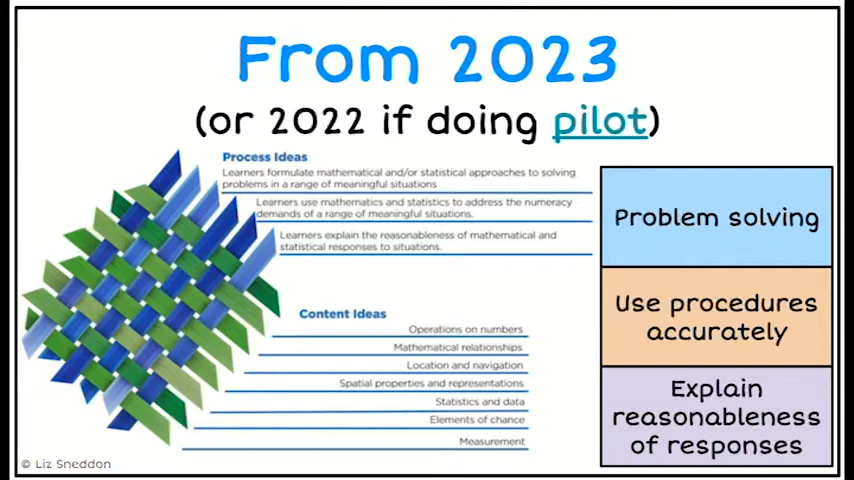 From 2023
(or 2022 if doing pilot)
Process Ideas
Learners formulate mathematical and/or statistical approaches to solving
problems in a range of meaningful situations
Learners use mathematics and statistics to address the numeracy
demands of a range of meaningful situations.
Learners explain the reasonableness of mathematical and
statistical responses to situations.
Content Ideas
Operations on numbers
Mathematical relationships
Location and navigation
Spatial properties and representations
Statistics and data
Elements of chance
Measurement
Problem solving
Use procedures
accurately
Explain
reasonableness
of responses
© Liz Sneddon